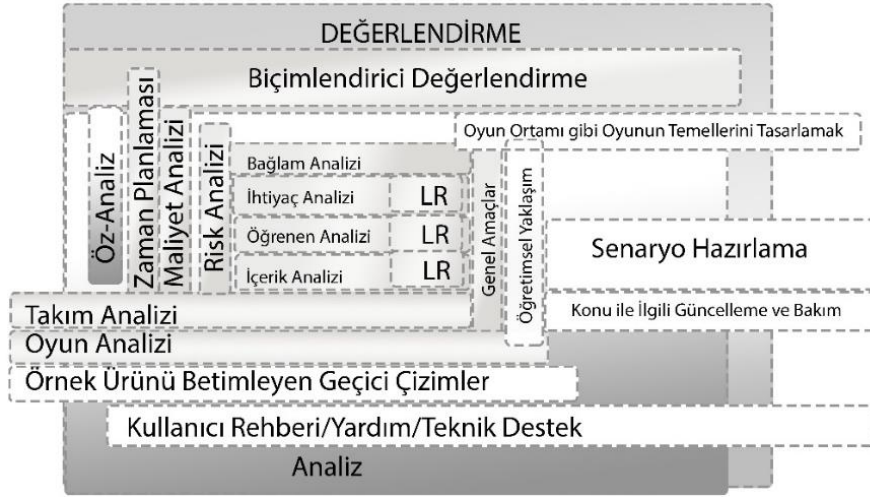 DEĞERLENDİRME
Biçimlendirici Değerlendirme
Oyun Ortamı gibi Oyunun Temellerini Tasarlamak
Öz-Analiz
Zaman Planlaması
Maliyet Analizi
Risk Analizi
Bağlam Analizi
İhtiyaç Analizi LR
Öğrenen Analizi LR
İçerik Analizi LR
Genel Amaçlar
Öğretimsel Yaklaşım
Senaryo Hazırlama
Konu ile İlgili Güncelleme ve Bakım
Takım Analizi
Oyun Analizi
Örnek Ürünü Betimleyen Geçici Çizimler
Kullanıcı Rehberi/Yardım/Teknik Destek
Analiz